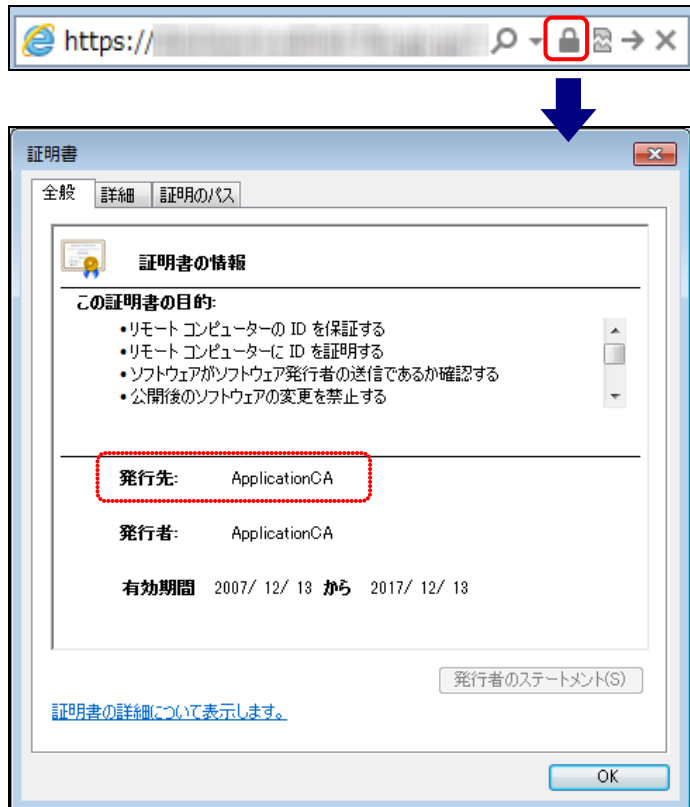 https://
証明書
全般 詳細 証明のパス
証明書の情報
この証明書の目的:
•リモート コンピューターの ID を保証する
•リモート コンピューターに ID を証明する
•ソフトウェアがソフトウェア発行者の送信であるか確認する
•公開後のソフトウェアの変更を禁止する
発行先: ApplicationCA
発行者: ApplicationCA
有効期間 2007/ 12/ 13 から 2017/ 12/ 13
発行者のステートメント(S)
証明書の詳細について表示します。
OK